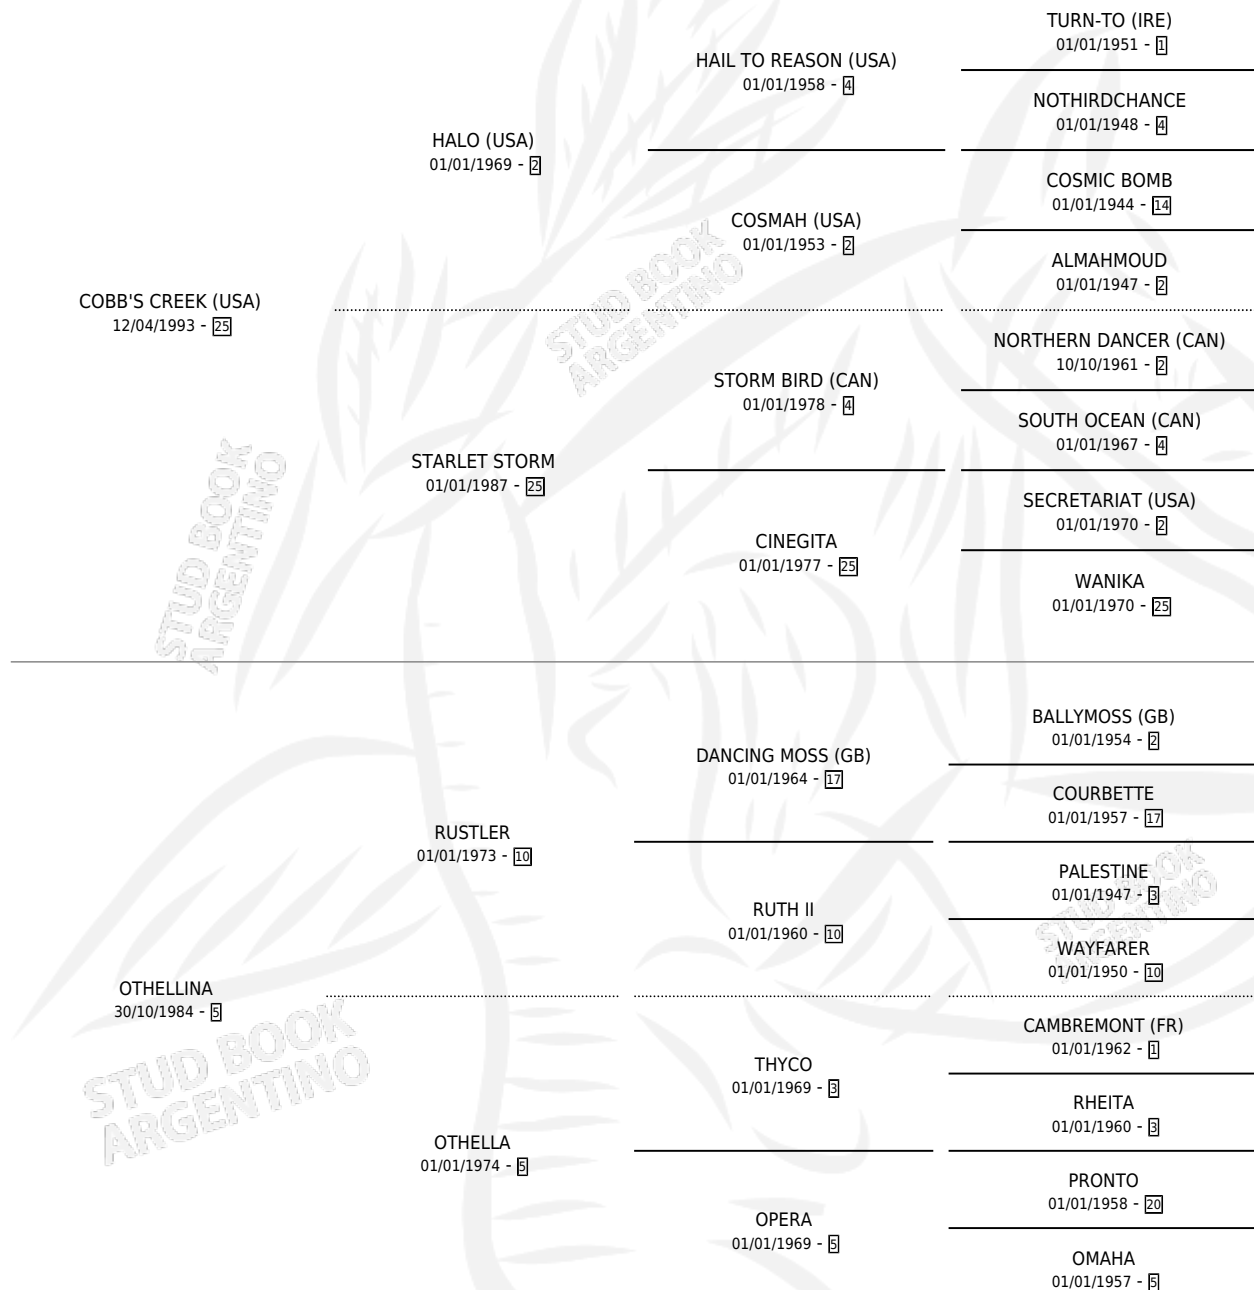 TURN-TO (IRE)
01/01/1951 - 1
HAIL TO REASON (USA)
01/01/1958 - 4
NOTHIRDCHANCE
01/01/1948 - 4
HALO (USA)
01/01/1969 - 2
COSMIC BOMB
01/01/1944 - 14
COSMAH (USA)
01/01/1953 - 2
ALMAHMOUD
01/01/1947 - 2
COBB'S CREEK (USA)
12/04/1993 - 25
STUD BOOK
ARGENTINO
NORTHERN DANCER (CAN)
10/10/1961 - 2
STORM BIRD (CAN)
01/01/1978 - 4
SOUTH OCEAN (CAN)
01/01/1967 - 4
STARLET STORM
01/01/1987 - 25
SECRETARIAT (USA)
01/01/1970 - 2
CINEGITA
01/01/1977 - 25
WANIKA
01/01/1970 - 25
STUD BOOK
ARGENTINO
BALLYMOSS (GB)
01/01/1954 - 2
DANCING MOSS (GB)
01/01/1964 - 17
COURBETTE
01/01/1957 - 17
RUSTLER
01/01/1973 - 10
PALESTINE
01/01/1947 - 3
RUTH II
01/01/1960 - 10
STUD BOOK
ARGENTINO
WAYFARER
01/01/1950 - 10
OTHELLINA
30/10/1984 - 5
STUD BOOK
ARGENTINO
CAMBREMONT (FR)
01/01/1962 - 1
THYCO
01/01/1969 - 3
RHEITA
01/01/1960 - 3
OTHELLA
01/01/1974 - 5
PRONTO
01/01/1958 - 20
OPERA
01/01/1969 - 5
OMAHA
01/01/1957 - 5